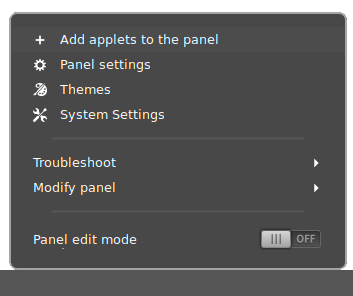 Add applets to the panel
Panel settings
Themes
System Settings
Troubleshoot
Modify panel
Panel edit mode
OFF